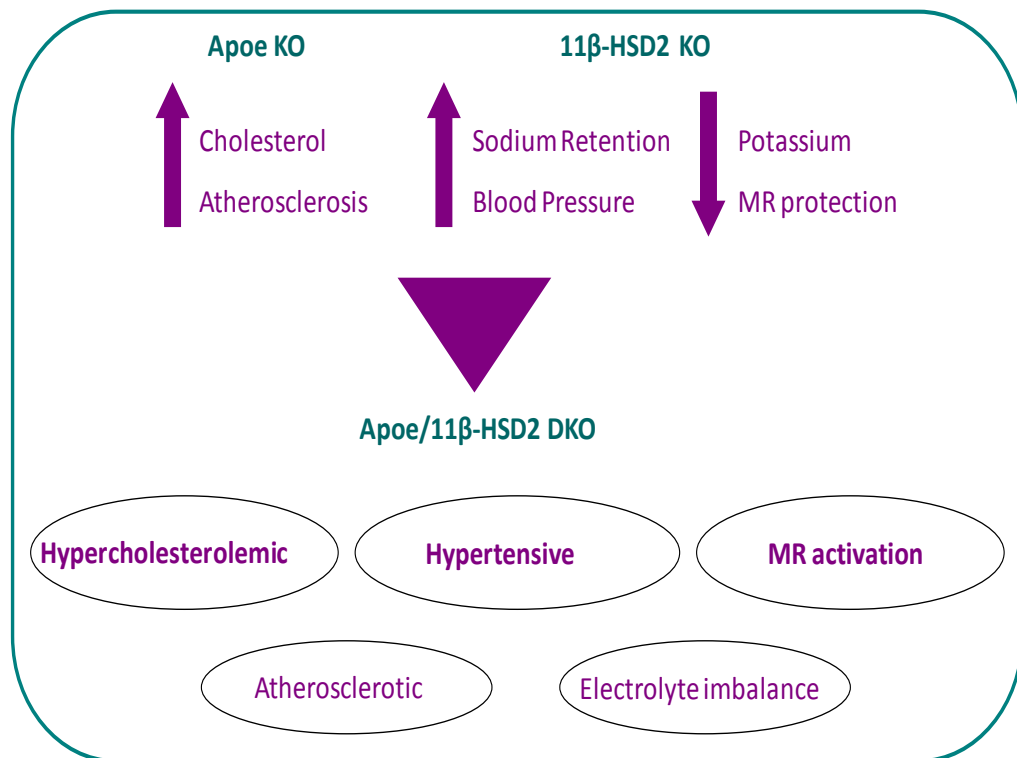 Apoe KO
11β-HSD2 KO
Cholesterol
Atherosclerosis
Sodium Retention
Blood Pressure
Potassium
MR protection
Apoe/11β-HSD2 DKO
Hypercholesterolemic
Hypertensive
MR activation
Atherosclerotic
Electrolyte imbalance